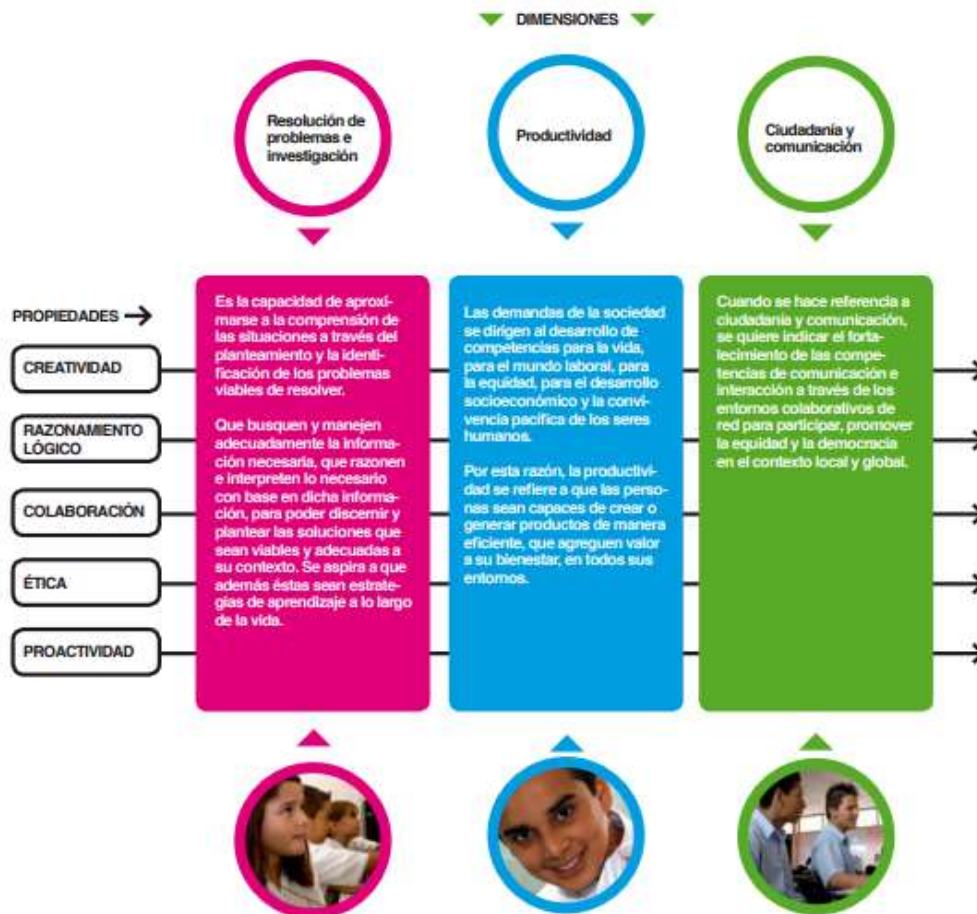 DIMENSIONES
Resolución de
problemas e
investigación
Productividad
Ciudadanía y
comunicación
PROPIEDADES
CREATIVIDAD
RAZONAMIENTO
LÓGICO
COLABORACIÓN
ÉTICA
PROACTIVIDAD
Es la capacidad de aproxi-
marse a la comprensión de
las situaciones a través del
planteamiento y la identi-
ficación de los problemas
viables de resolver.
Que busquen y manejen
adecuadamente la informa-
ción necesaria, que razonen
e interpreten lo necesario
con base en dicha informa-
ción, para poder discernir y
plantear las soluciones que
sean viables y adecuadas a
su contexto. Se aspira a que
además éstas sean estrate-
gias de aprendizaje a lo largo
de la vida.
Las demandas de la sociedad
se dirigen al desarrollo de
competencias para la vida,
para el mundo laboral, para
la equidad, para el desarrollo
socioeconómico y la convi-
vencia pacífica de los seres
humanos.
Por esta razón, la productivi-
dad se refiere a que las perso-
nas sean capaces de crear o
generar productos de manera
eficiente, que agreguen valor
a su bienestar, en todos sus
entornos.
Cuando se hace referencia a
ciudadanía y comunicación,
se quiere indicar el forta-
lecimiento de las compe-
tencias de comunicación e
interacción a través de los
entornos colaborativos de
red para participar, promover
la equidad y la democracia
en el contexto local y global.